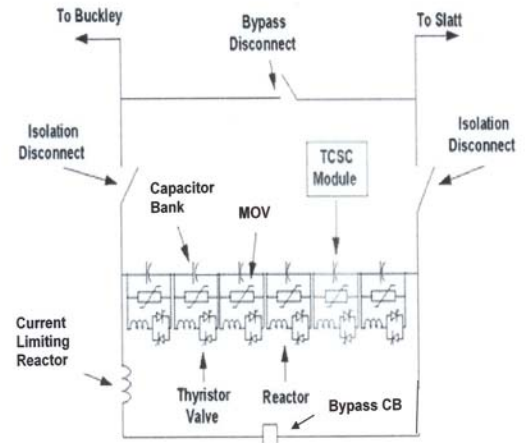 To Buckley
To Slatt
Bypass
Disconnect
Isolation
Disconnect
Isolation
Disconnect
TCSC
Module
Capacitor
Bank
MOV
Current
Limiting
Reactor
Thyristor
Valve
Reactor
Bypass CB